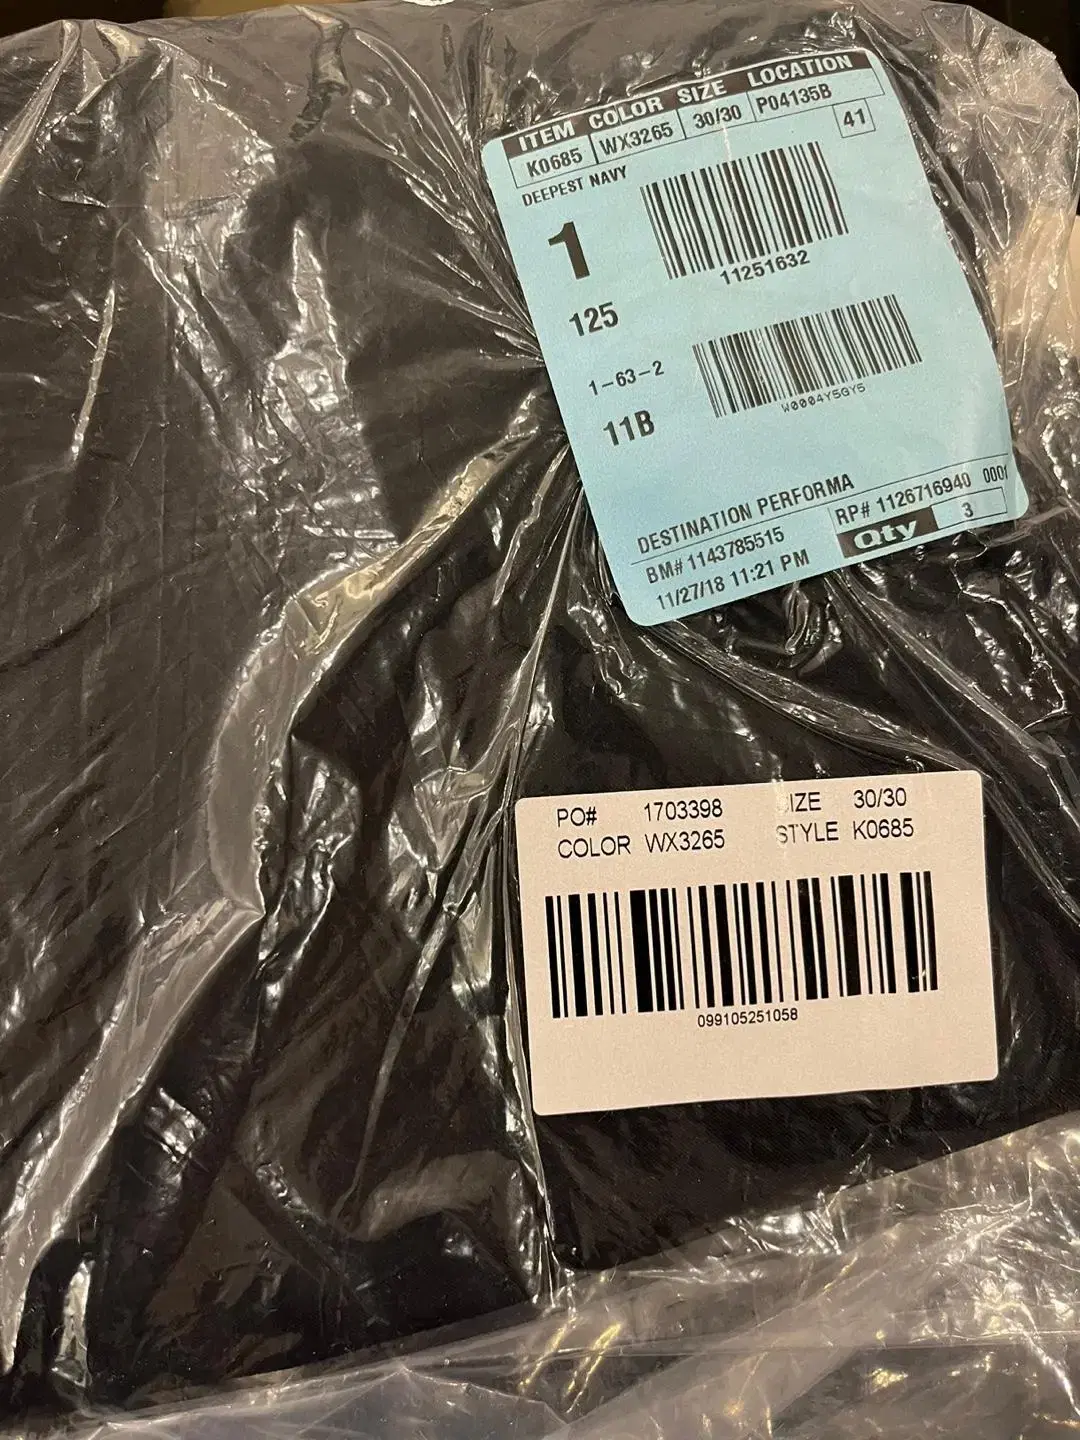 ITEM COLOR SIZE LOCATION
K0685 WX3265 30/30 P04135B
DEEPEST NAVY 41
1
11251632
125
1-63-2
W0004Y5GY5
11B
DESTINATION PERFORMA
BM# 1143785515 RP# 1126716940 0001
11/27/18 11:21 PM Qty 3
PO# 1703398 IZE 30/30
COLOR WX3265 STYLE K0685
099105251058